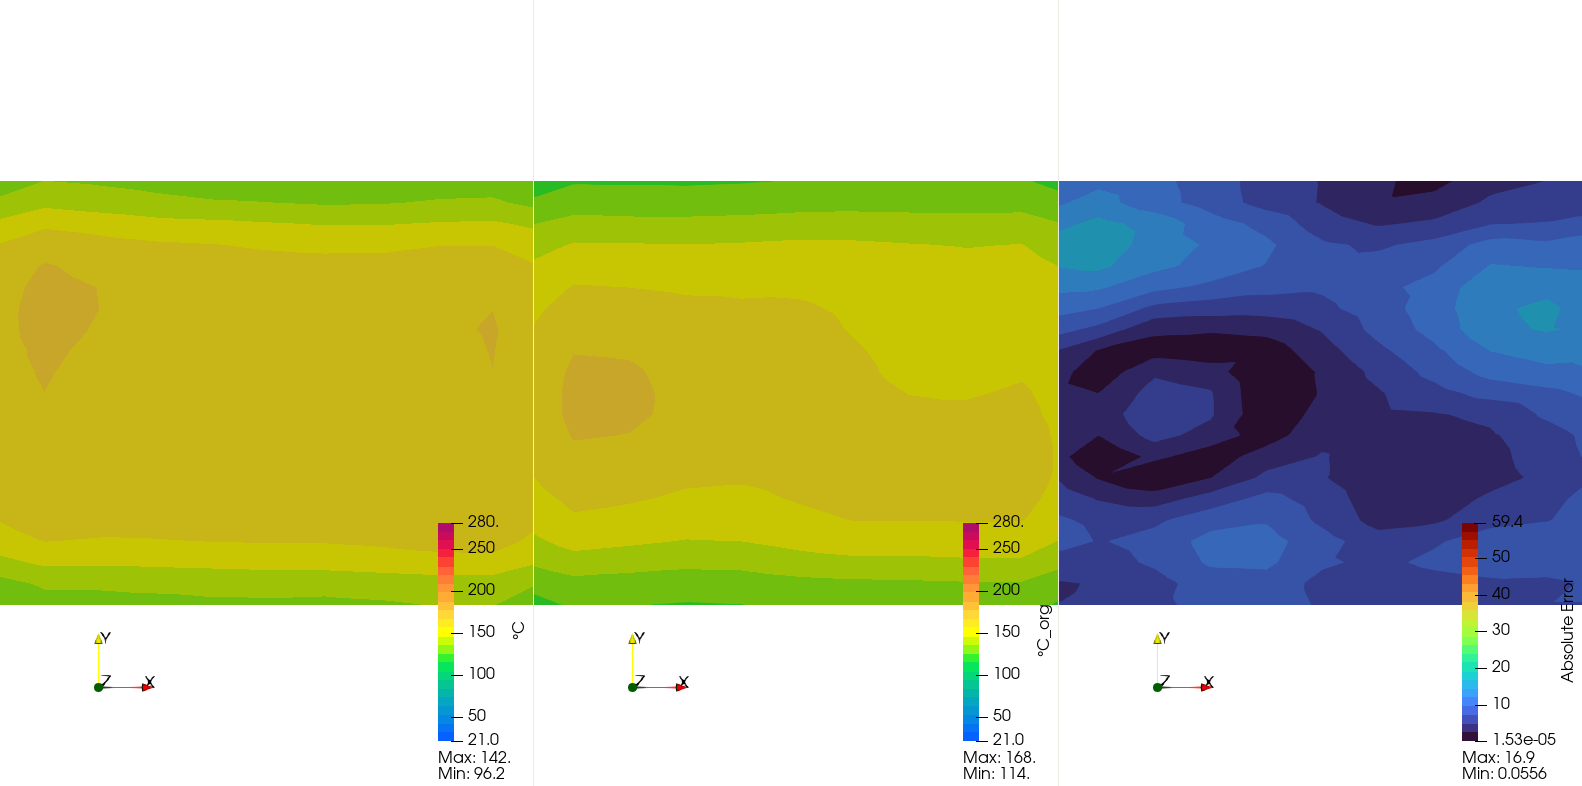 280.
250
200
150
100
50
21.0
°C
Max: 142.
Min: 96.2
Y
Z
X
280.
250
200
150
100
50
21.0
°C_org
Max: 168.
Min: 114.
Y
Z
X
59.4
50
40
30
20
10
1.53e-05
Absolute Error
Max: 16.9
Min: 0.0556
Y
Z
X